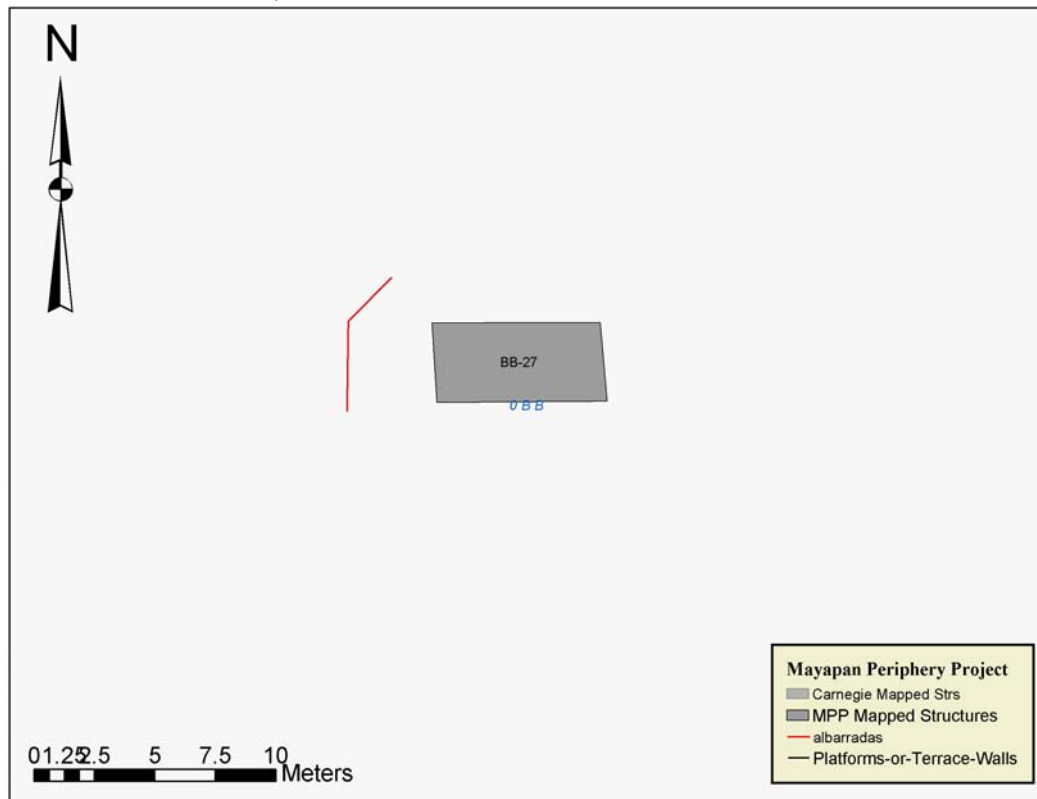 N
BB-27
0 B B
Mayapan Periphery Project
Carnegie Mapped Strs
MPP Mapped Structures
albarradas
Platforms-or-Terrace-Walls
01.252.5 5 7.5 10
Meters